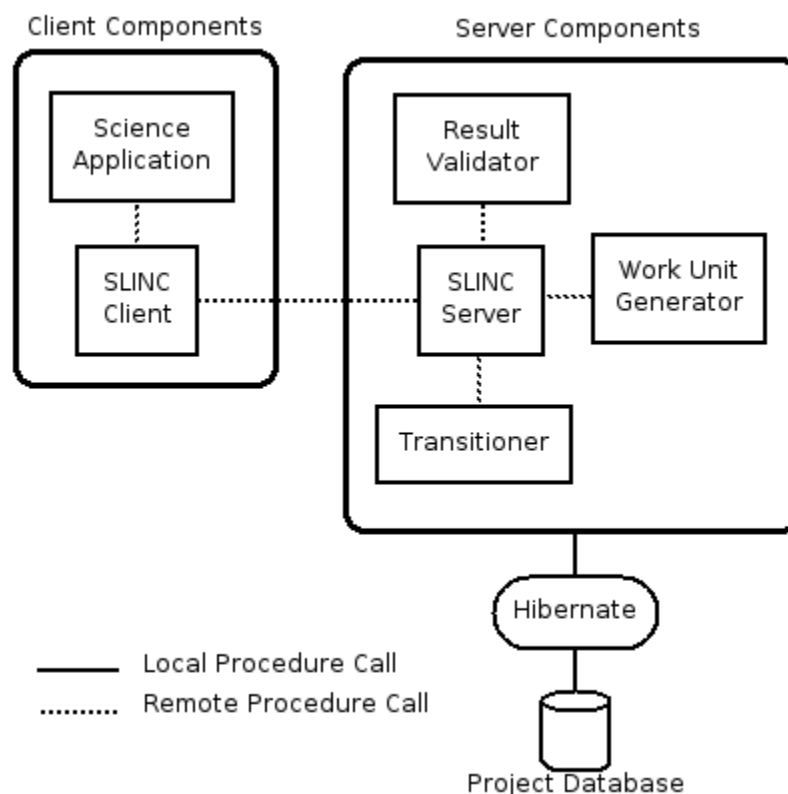 Client Components
Server Components
Science
Application
Result
Validator
SLINC
Client
SLINC
Server
Work Unit
Generator
Transitioner
Hibernate
Local Procedure Call
Remote Procedure Call
Project Database